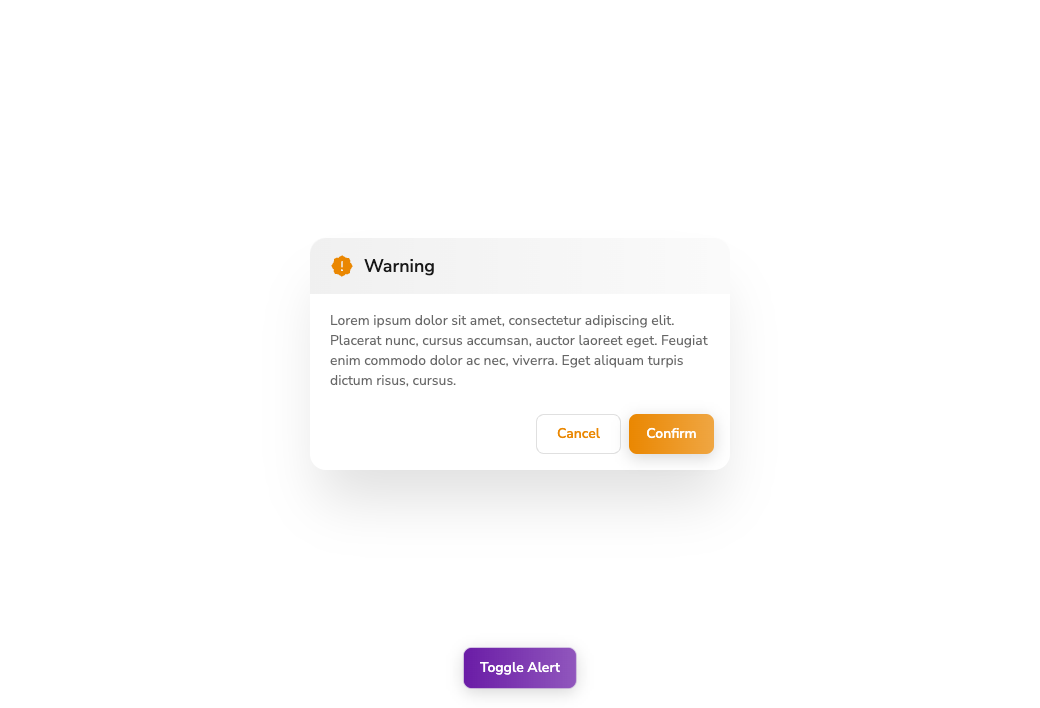 Warning
Lorem ipsum dolor sit amet, consectetur adipiscing elit.
Placerat nunc, cursus accumsan, auctor laoreet eget. Feugiat
enim commodo dolor ac nec, viverra. Eget aliquam turpis
dictum risus, cursus.
Cancel Confirm
Toggle Alert